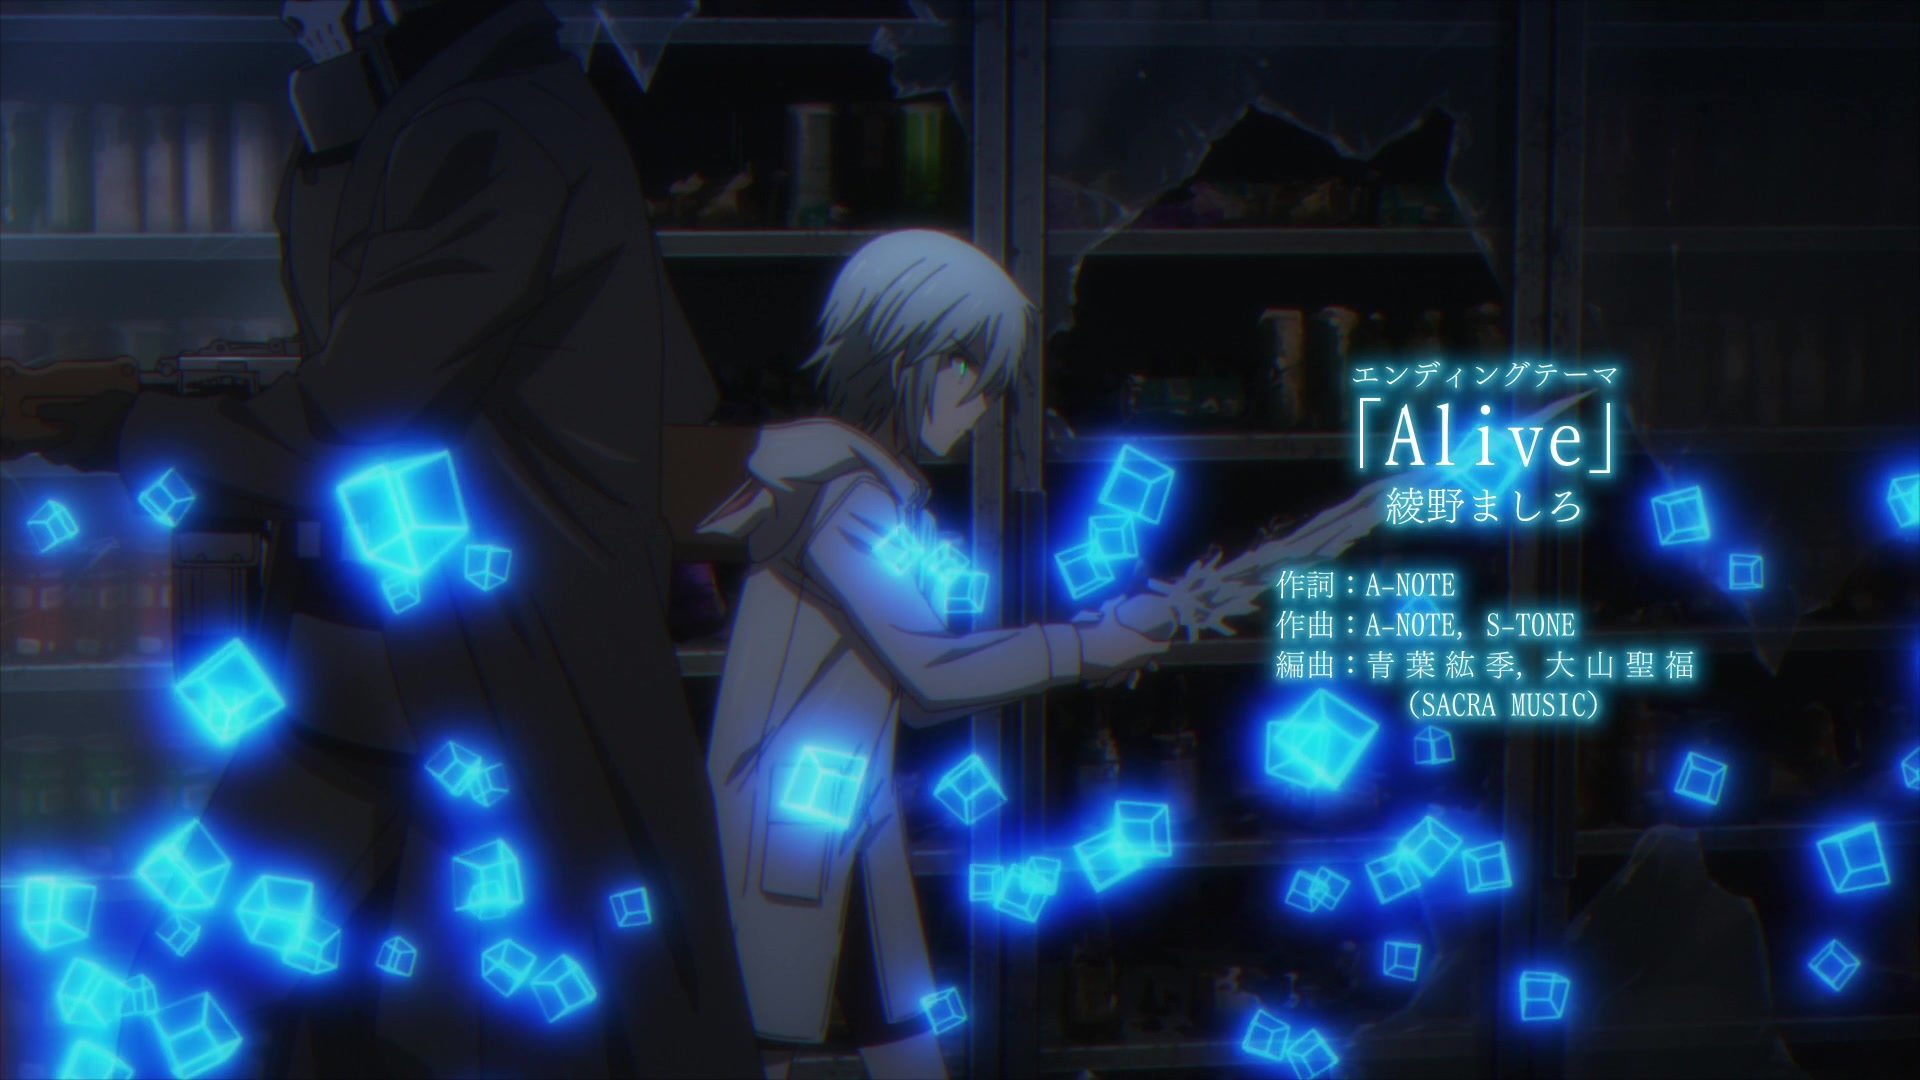 エンディングテーマ
「Alive」
綾野ましろ
作詞：A-NOTE
作曲：A-NOTE, S-TONE
編曲：青葉紘季, 大山聖福
(SACRA MUSIC)